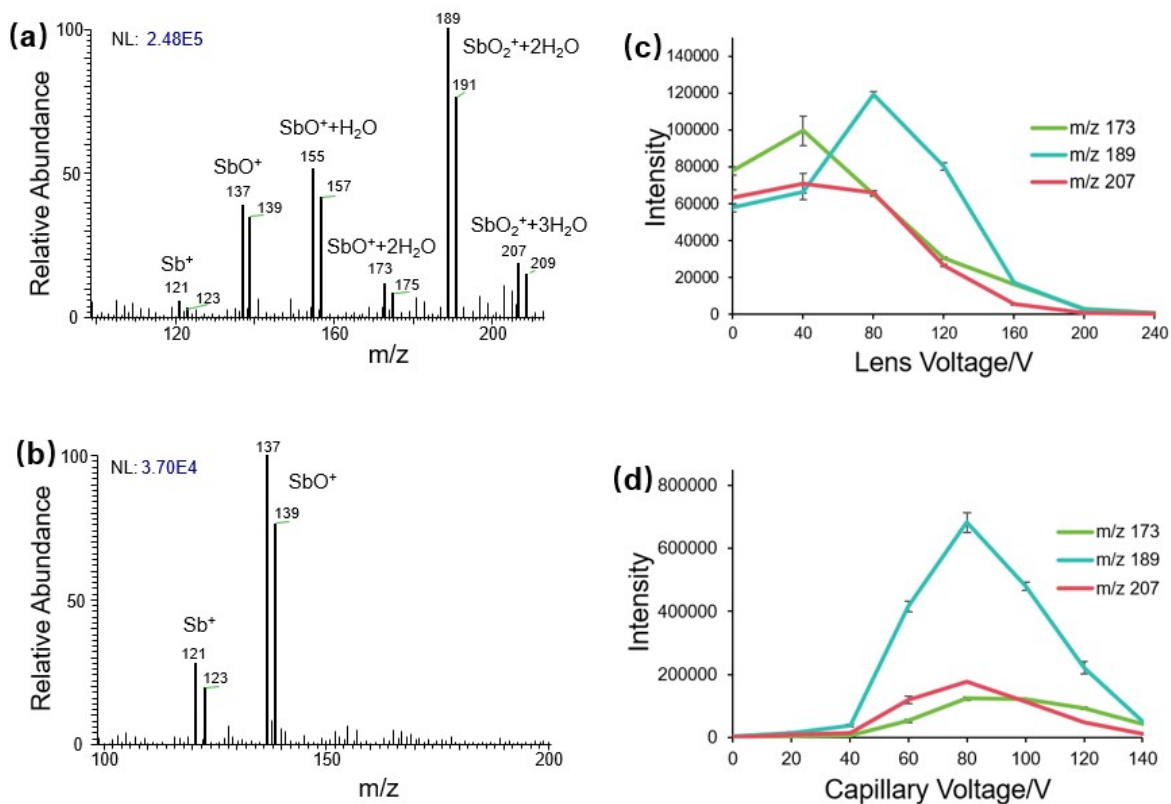 (a)
NL: 2.48E5
Relative Abundance
100
50
0
Sb⁺
121
123
SbO⁺
137
139
SbO⁺+H₂O
155
157
SbO⁺+2H₂O
173
175
189
SbO₂⁺+2H₂O
191
SbO₂⁺+3H₂O
207
209
120
160
200
m/z
(b)
NL: 3.70E4
Relative Abundance
100
50
0
Sb⁺
121
123
137
SbO⁺
139
100
150
200
m/z
(c)
Intensity
140000
120000
100000
80000
60000
40000
20000
0
m/z 173
m/z 189
m/z 207
0 40 80 120 160 200 240
Lens Voltage/V
(d)
Intensity
800000
600000
400000
200000
0
m/z 173
m/z 189
m/z 207
0 20 40 60 80 100 120 140
Capillary Voltage/V